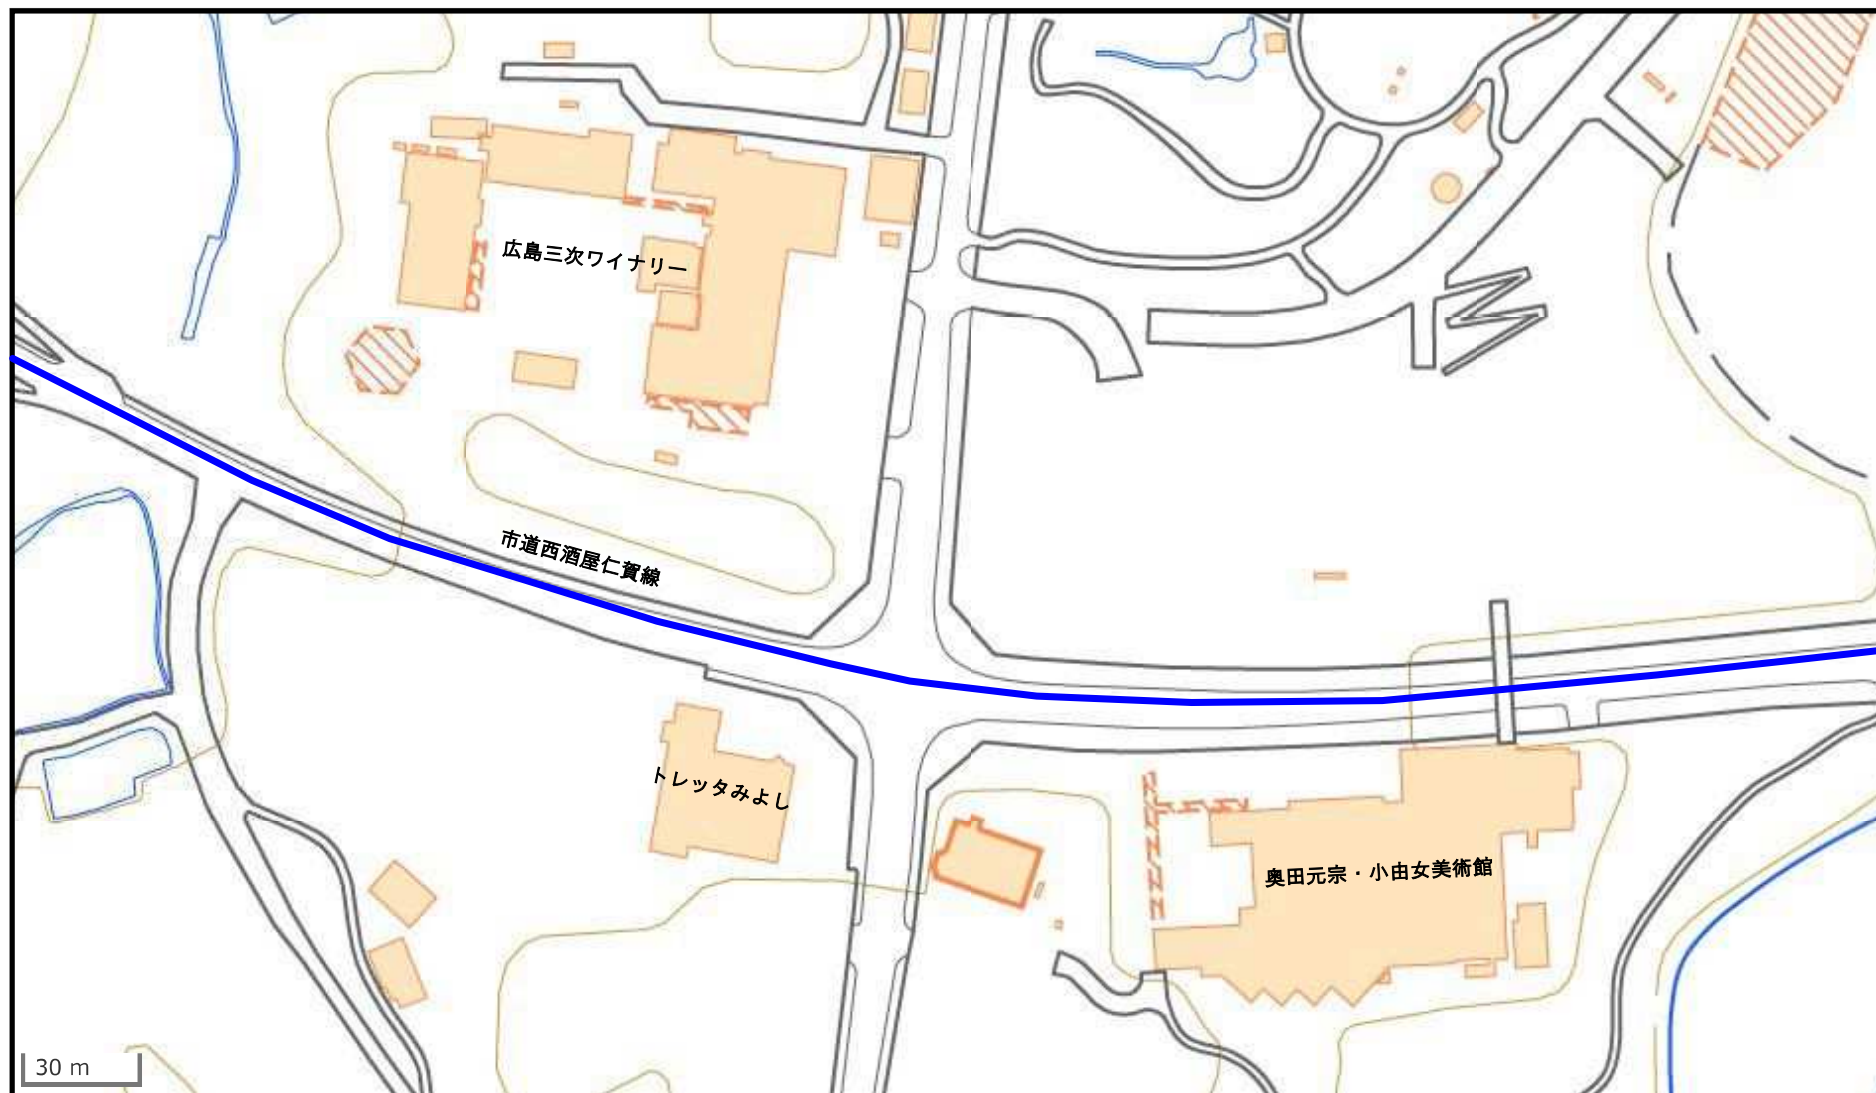 広島三次ワイナリー
市道西酒屋仁賀線
トレッタみよし
奥田元宗・小由女美術館
30 m